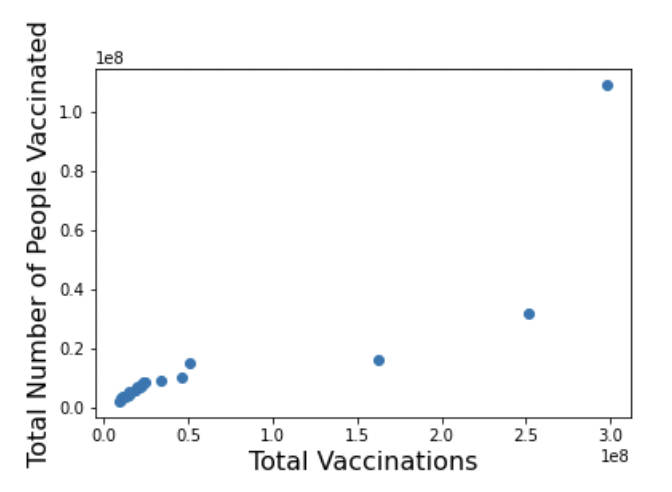 Total Number of People Vaccinated
1e8
1.0
0.8
0.6
0.4
0.2
0.0
0.0 0.5 1.0 1.5 2.0 2.5 3.0
1e8
Total Vaccinations